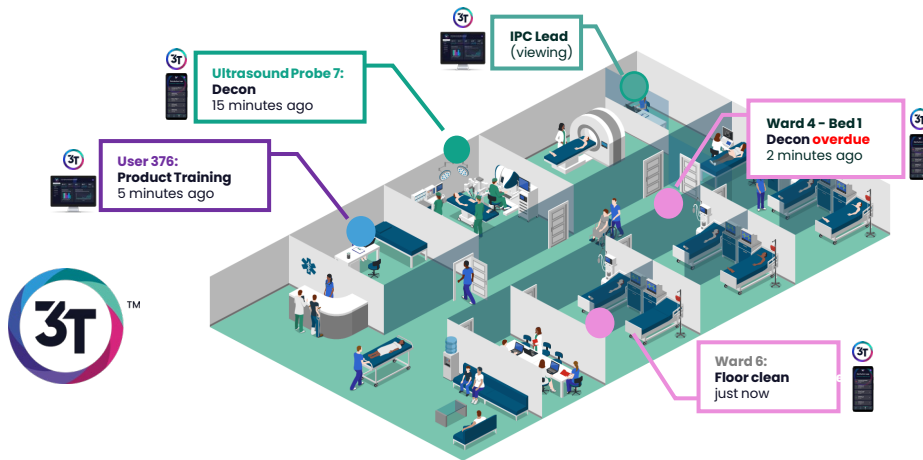 3T
IPC Lead
(viewing)
3T
Ultrasound Probe 7:
Decon
15 minutes ago
3T
Ward 4 - Bed 1
Decon overdue
2 minutes ago
3T
3T
User 376:
Product Training
5 minutes ago
3T™
Ward 6:
Floor clean
just now
3T